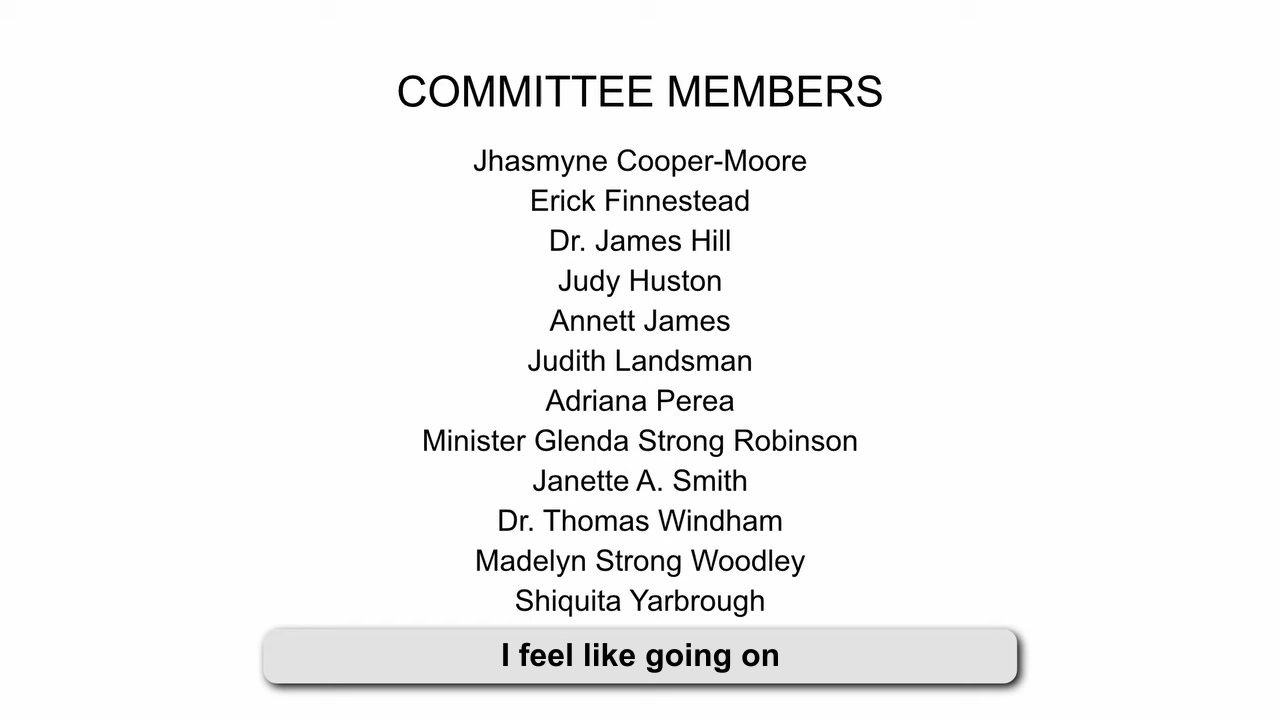 COMMITTEE MEMBERS
Jhasmyne Cooper-Moore
Erick Finnestead
Dr. James Hill
Judy Huston
Annett James
Judith Landsman
Adriana Perea
Minister Glenda Strong Robinson
Janette A. Smith
Dr. Thomas Windham
Madelyn Strong Woodley
Shiquita Yarbrough
I feel like going on